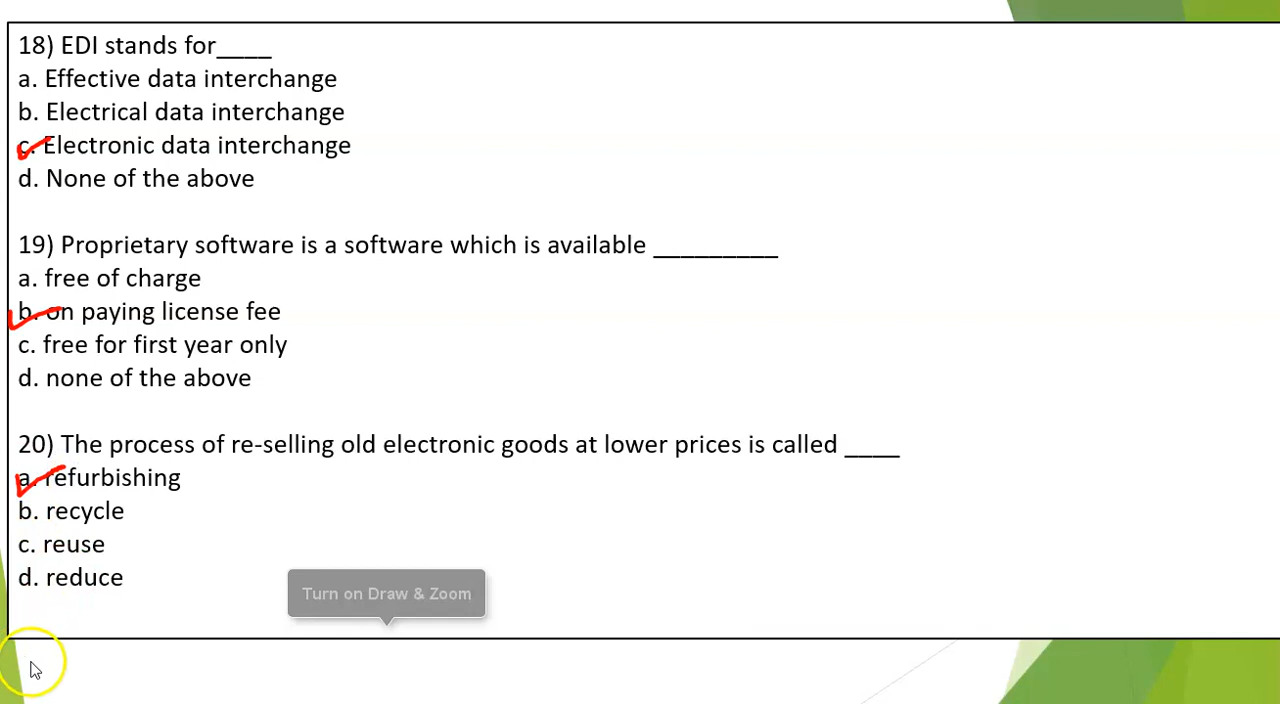 18) EDI stands for____
a. Effective data interchange
b. Electrical data interchange
c. Electronic data interchange
d. None of the above
19) Proprietary software is a software which is available _________
a. free of charge
b. on paying license fee
c. free for first year only
d. none of the above
20) The process of re-selling old electronic goods at lower prices is called ____
a. refurbishing
b. recycle
c. reuse
d. reduce
Turn on Draw & Zoom